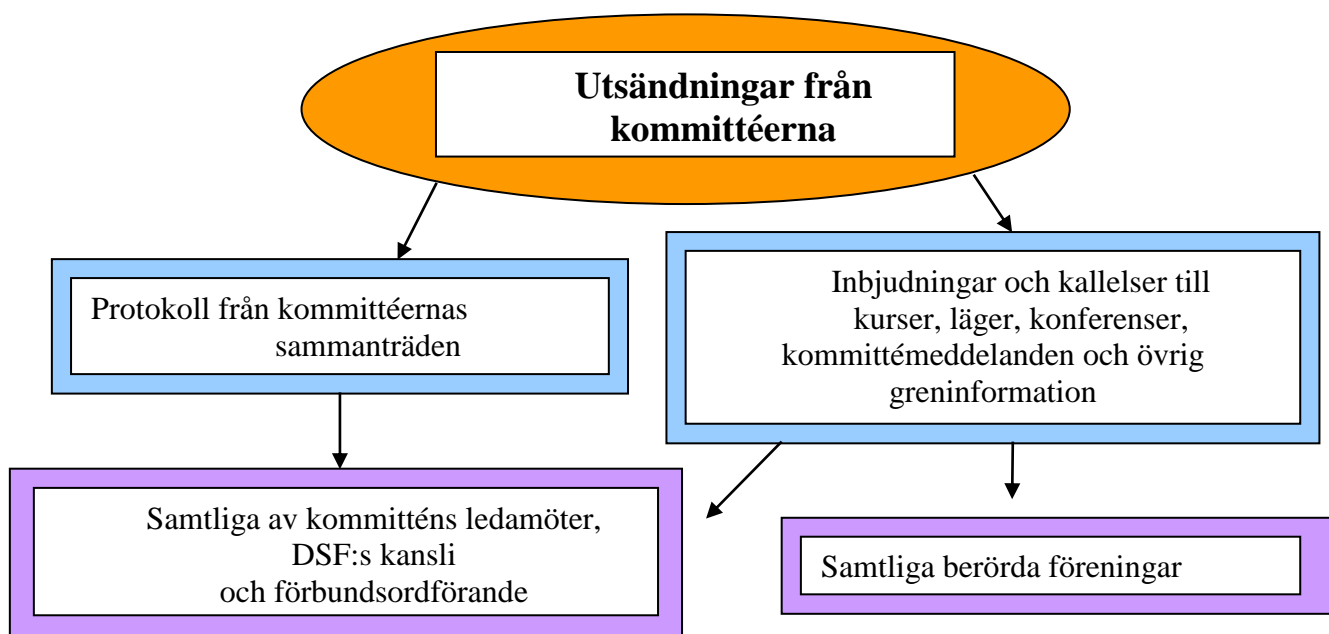 Utsändningar från
kommittéerna
Protokoll från kommittéernas
sammanträden
Inbjudningar och kallelser till
kurser, läger, konferenser,
kommittémeddelanden och övrig
greninformation
Samtliga av kommitténs ledamöter,
DSF:s kansli
och förbundsordförande
Samtliga berörda föreningar